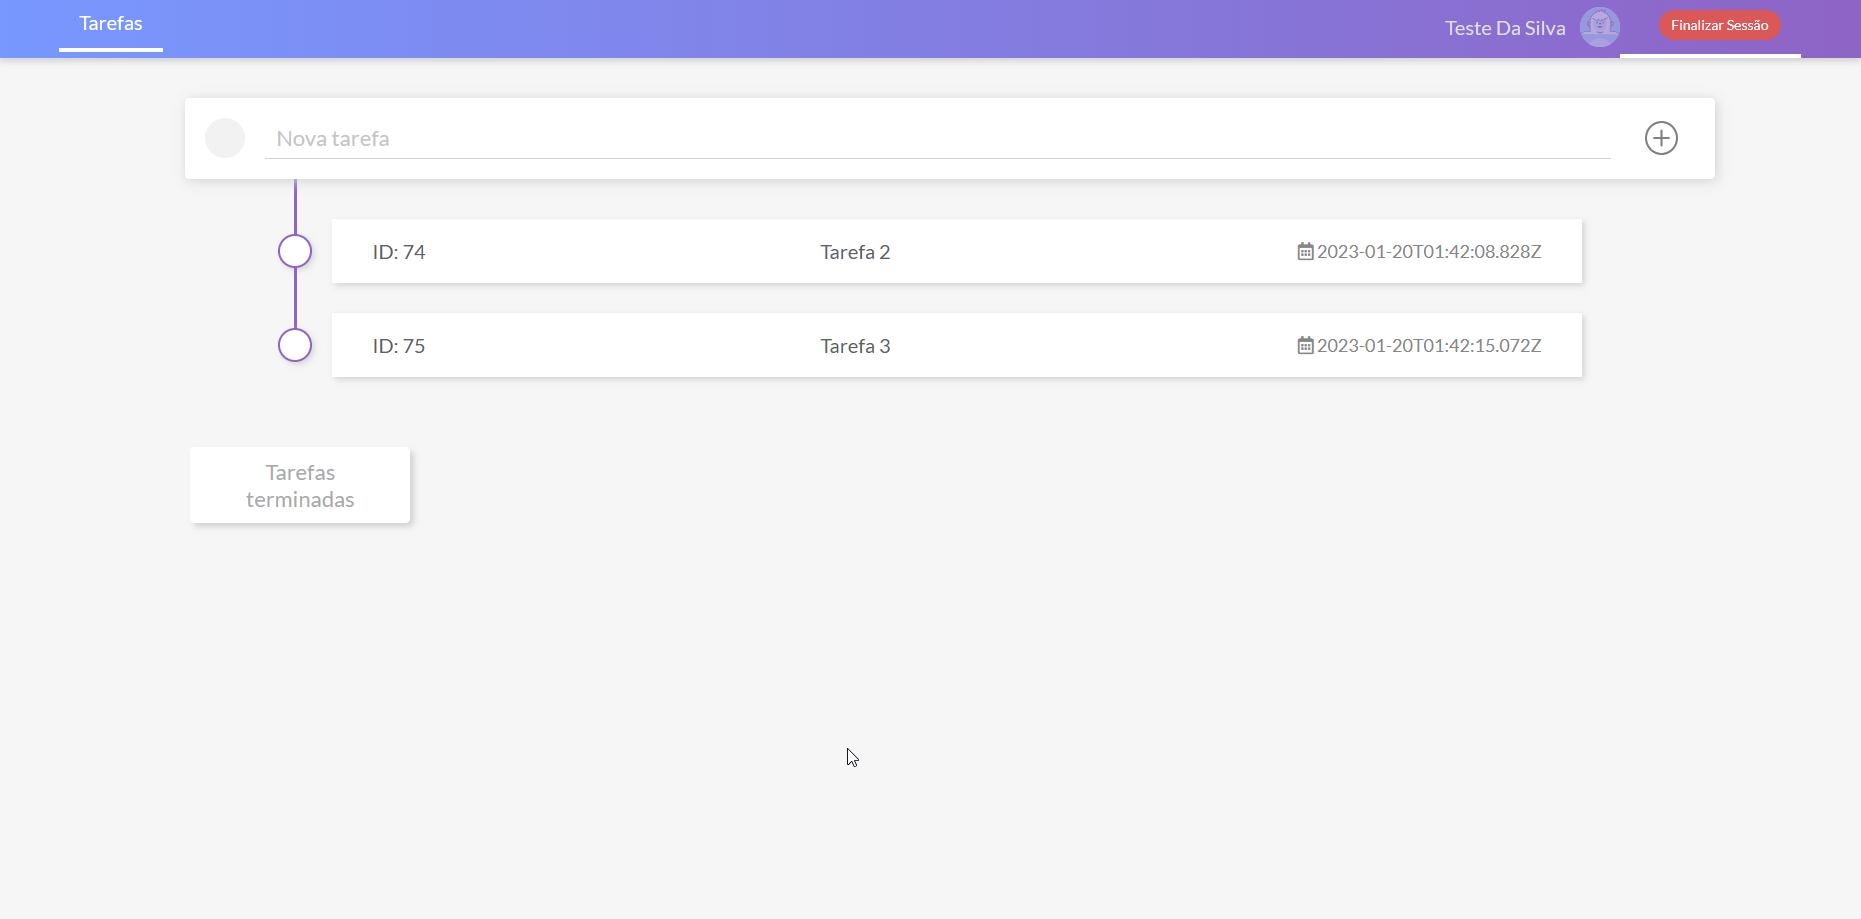 Tarefas
Teste Da Silva
Finalizar Sessão
Nova tarefa
ID: 74 Tarefa 2 2023-01-20T01:42:08.828Z
ID: 75 Tarefa 3 2023-01-20T01:42:15.072Z
Tarefas
terminadas